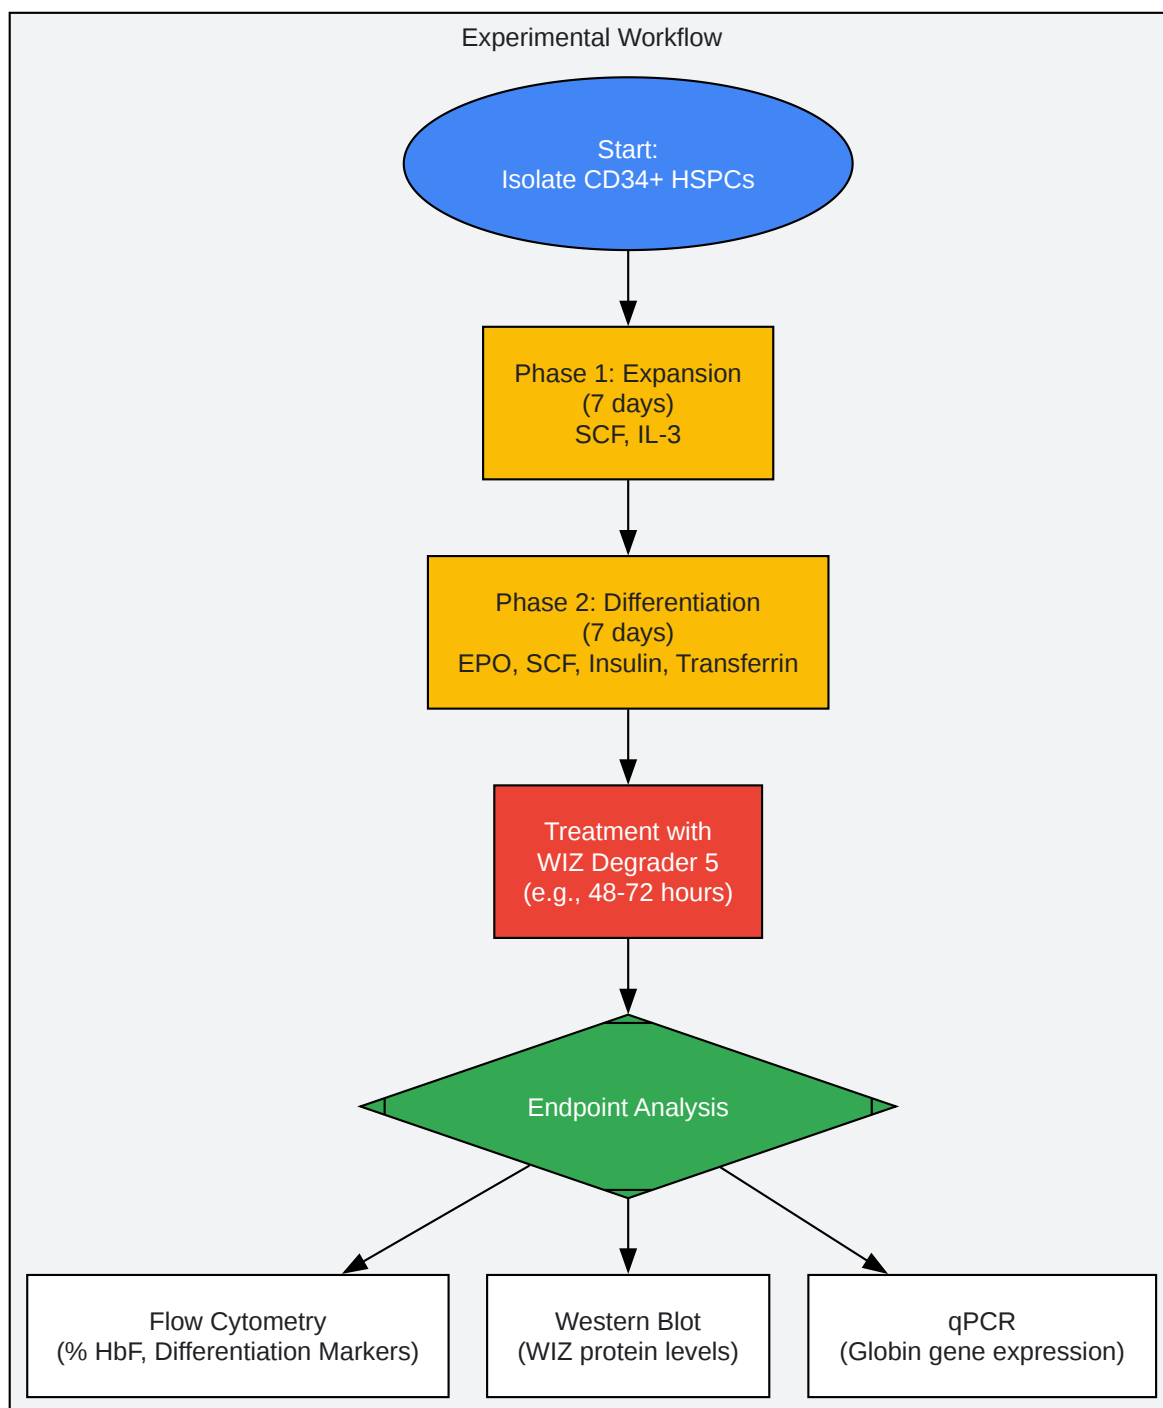 Experimental Workflow
Start:
Isolate CD34+ HSPCs
Phase 1: Expansion
(7 days)
SCF, IL-3
Phase 2: Differentiation
(7 days)
EPO, SCF, Insulin, Transferrin
Treatment with
WIZ Degrader 5
(e.g., 48-72 hours)
Endpoint Analysis
Flow Cytometry
(% HbF, Differentiation Markers)
Western Blot
(WIZ protein levels)
qPCR
(Globin gene expression)